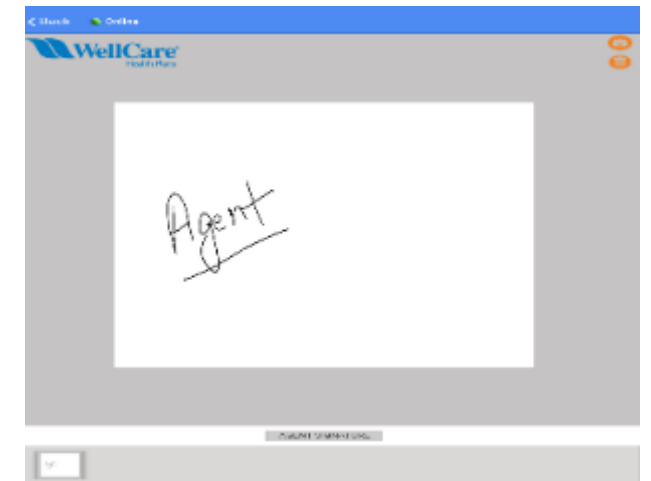 Back Online
WellCare
Health Plans
Agent
AGENT SIGNATURE